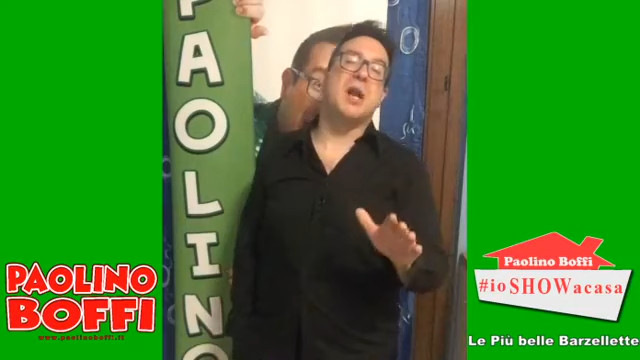 PAOLINO
PAOLINO
BOFFI
www.paolinoboffi.it
Paolino Boffi
#ioSHOWacasa
Le Più belle Barzellette